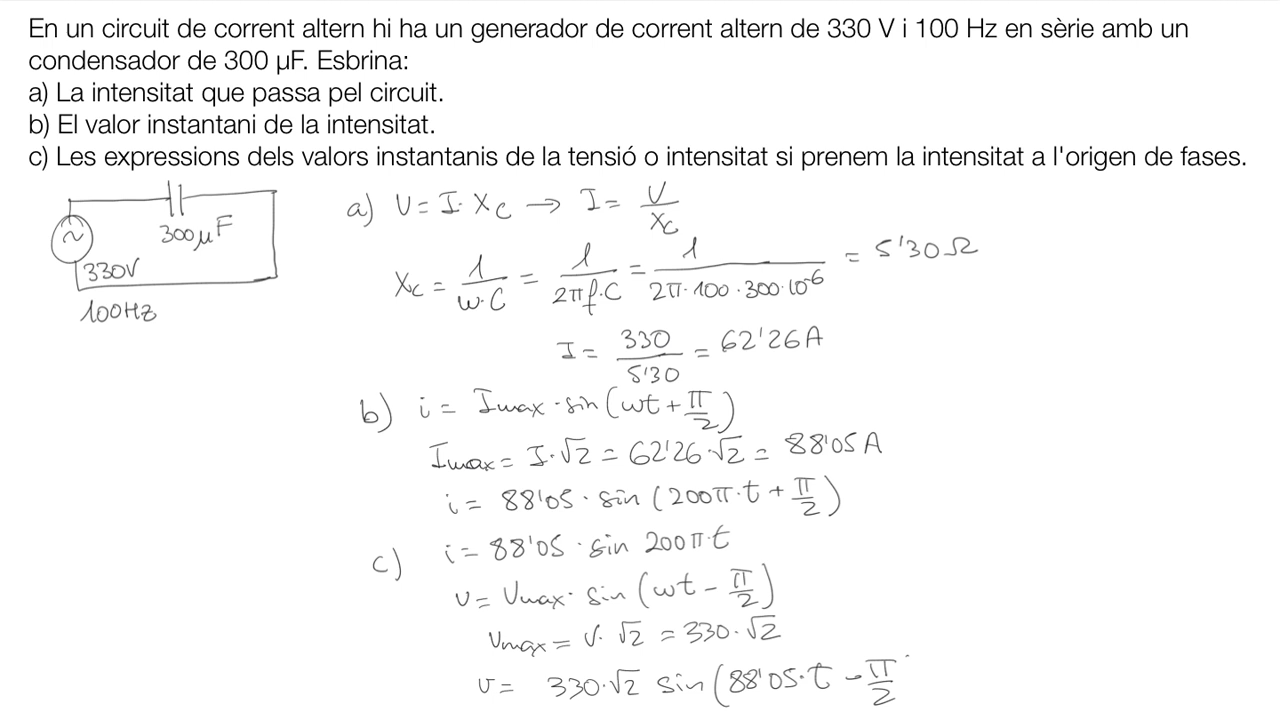 En un circuit de corrent altern hi ha un generador de corrent altern de 330 V i 100 Hz en sèrie amb un
condensador de 300 µF. Esbrina:
a) La intensitat que passa pel circuit.
b) El valor instantani de la intensitat.
c) Les expressions dels valors instantanis de la tensió o intensitat si prenem la intensitat a l'origen de fases.
~
300µF
330V
100Hz
a) V = I · Xc → I = V/Xc
Xc = 1/(w·C) = 1/(2πf·C) = 1/(2π·100·300·10^-6) = 5'30 Ω
I = 330/5'30 = 62'26 A
b) i = Imax · sin (wt + π/2)
Imax = I·√2 = 62'26·√2 = 88'05 A
i = 88'05 · sin (200π·t + π/2)
c) i = 88'05 · sin 200π·t
v = Vmax · sin (wt - π/2)
Vmax = V·√2 = 330·√2
v = 330·√2 sin (88'05·t - π/2